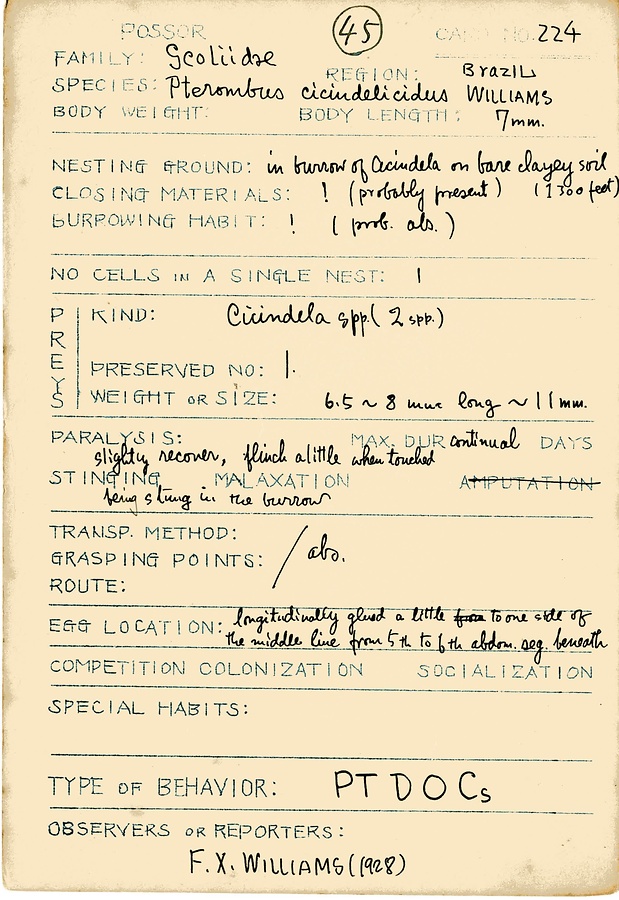 POSSOR 45 CARD NO. 224
FAMILY: Scoliidae
REGION: Brazil
SPECIES: Pterombus cicindelicidus WILLIAMS
BODY WEIGHT: BODY LENGTH: 7mm.
NESTING GROUND: in burrow of Cicindela on bare clayey soil
CLOSING MATERIALS: ! (probably present) (1300 feet)
BURROWING HABIT: ! (prob. abs.)
NO CELLS IN A SINGLE NEST: 1
PREYS
KIND: Cicindela spp. (2 spp.)
PRESERVED NO: 1.
WEIGHT OR SIZE: 6.5 ~ 8 mm long ~ 11mm.
PARALYSIS: MAX. DUR continual DAYS
slightly recover, flinch a little when touched
STINGING MALAXATION AMPUTATION
being stung in the burrow
TRANSP. METHOD:
GRASPING POINTS: / abs.
ROUTE:
EGG LOCATION: longitudinally glued a little from to one side of
the middle line from 5th to 6th abdom. seg. beneath
COMPETITION COLONIZATION SOCIALIZATION
SPECIAL HABITS:
TYPE OF BEHAVIOR: PTDOCs
OBSERVERS OR REPORTERS:
F.X. WILLIAMS (1928)